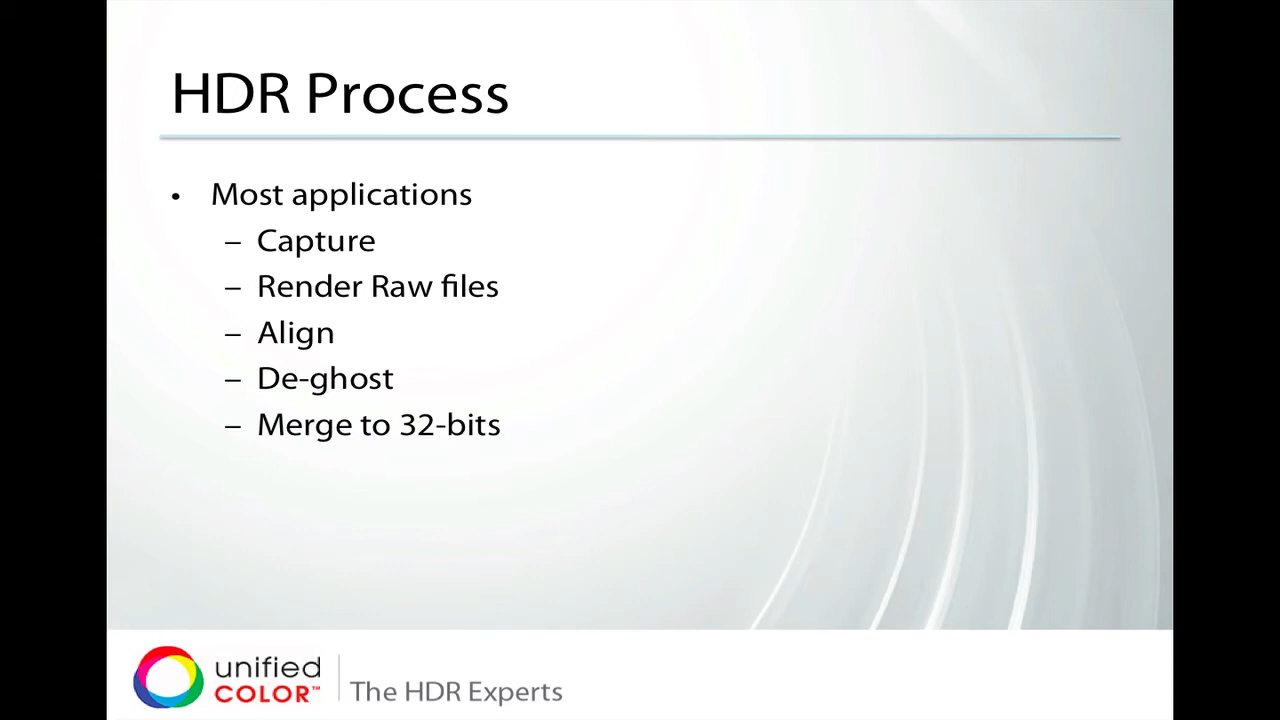 HDR Process
• Most applications
– Capture
– Render Raw files
– Align
– De-ghost
– Merge to 32-bits
unified
COLOR™
The HDR Experts